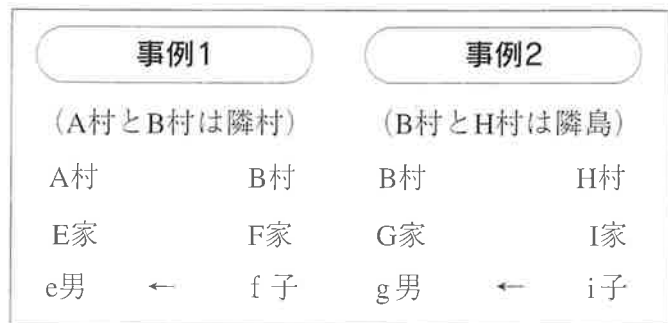 事例1 事例2
(A村とB村は隣村) (B村とH村は隣島)
A村 B村 B村 H村
E家 F家 G家 I家
e男 ← f子 g男 ← i子